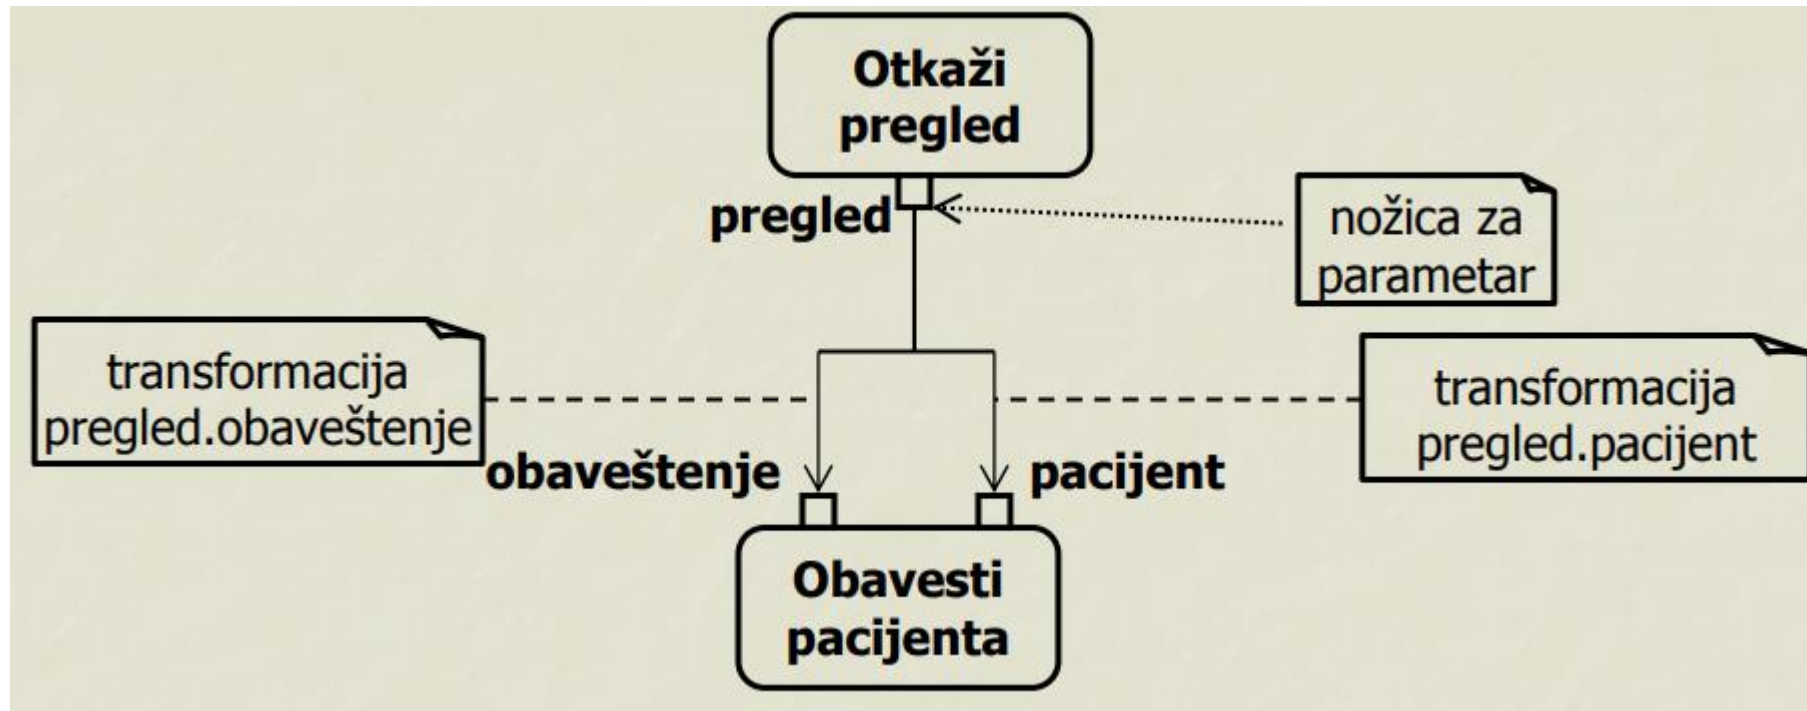 Otkaži
pregled
pregled
nožica za
parametar
transformacija
pregled.obaveštenje
transformacija
pregled.pacijent
obaveštenje
pacijent
Obavesti
pacijenta